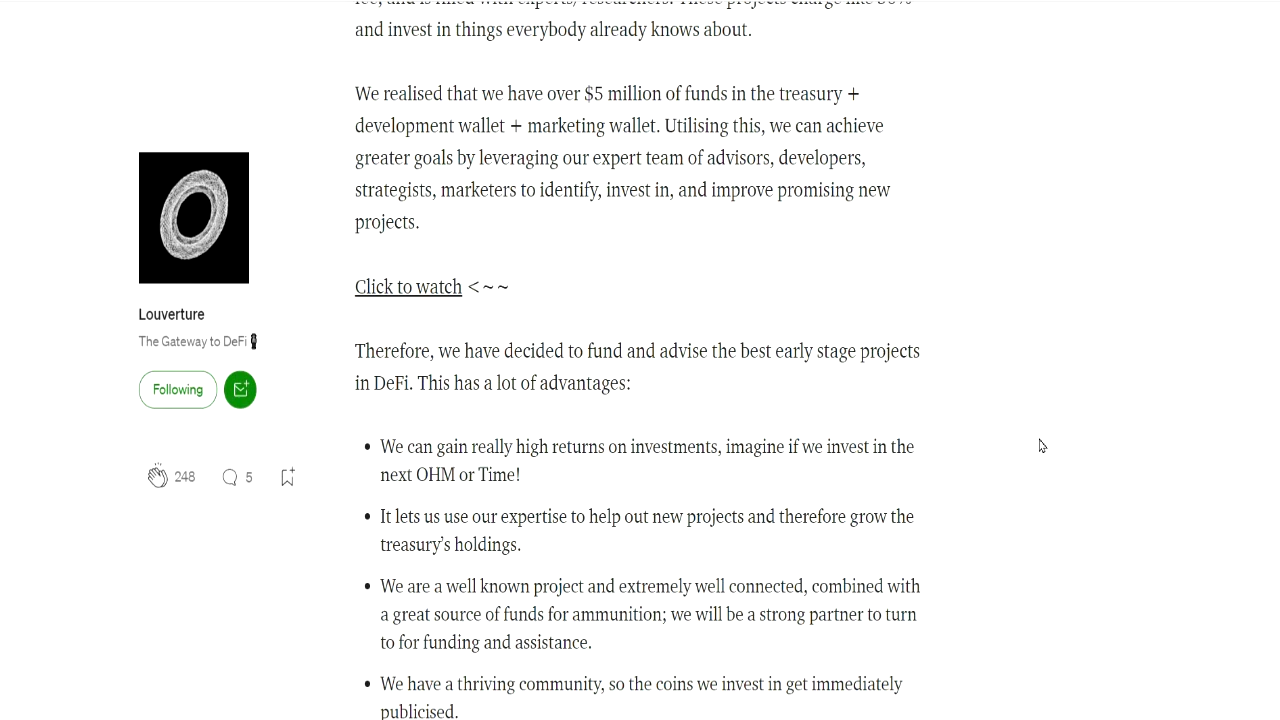 and invest in things everybody already knows about.
We realised that we have over $5 million of funds in the treasury +
development wallet + marketing wallet. Utilising this, we can achieve
greater goals by leveraging our expert team of advisors, developers,
strategists, marketers to identify, invest in, and improve promising new
projects.
Click to watch <~~
Therefore, we have decided to fund and advise the best early stage projects
in DeFi. This has a lot of advantages:
• We can gain really high returns on investments, imagine if we invest in the
next OHM or Time!
• It lets us use our expertise to help out new projects and therefore grow the
treasury’s holdings.
• We are a well known project and extremely well connected, combined with
a great source of funds for ammunition; we will be a strong partner to turn
to for funding and assistance.
• We have a thriving community, so the coins we invest in get immediately
publicised.
Louverture
The Gateway to DeFi
Following
248
5